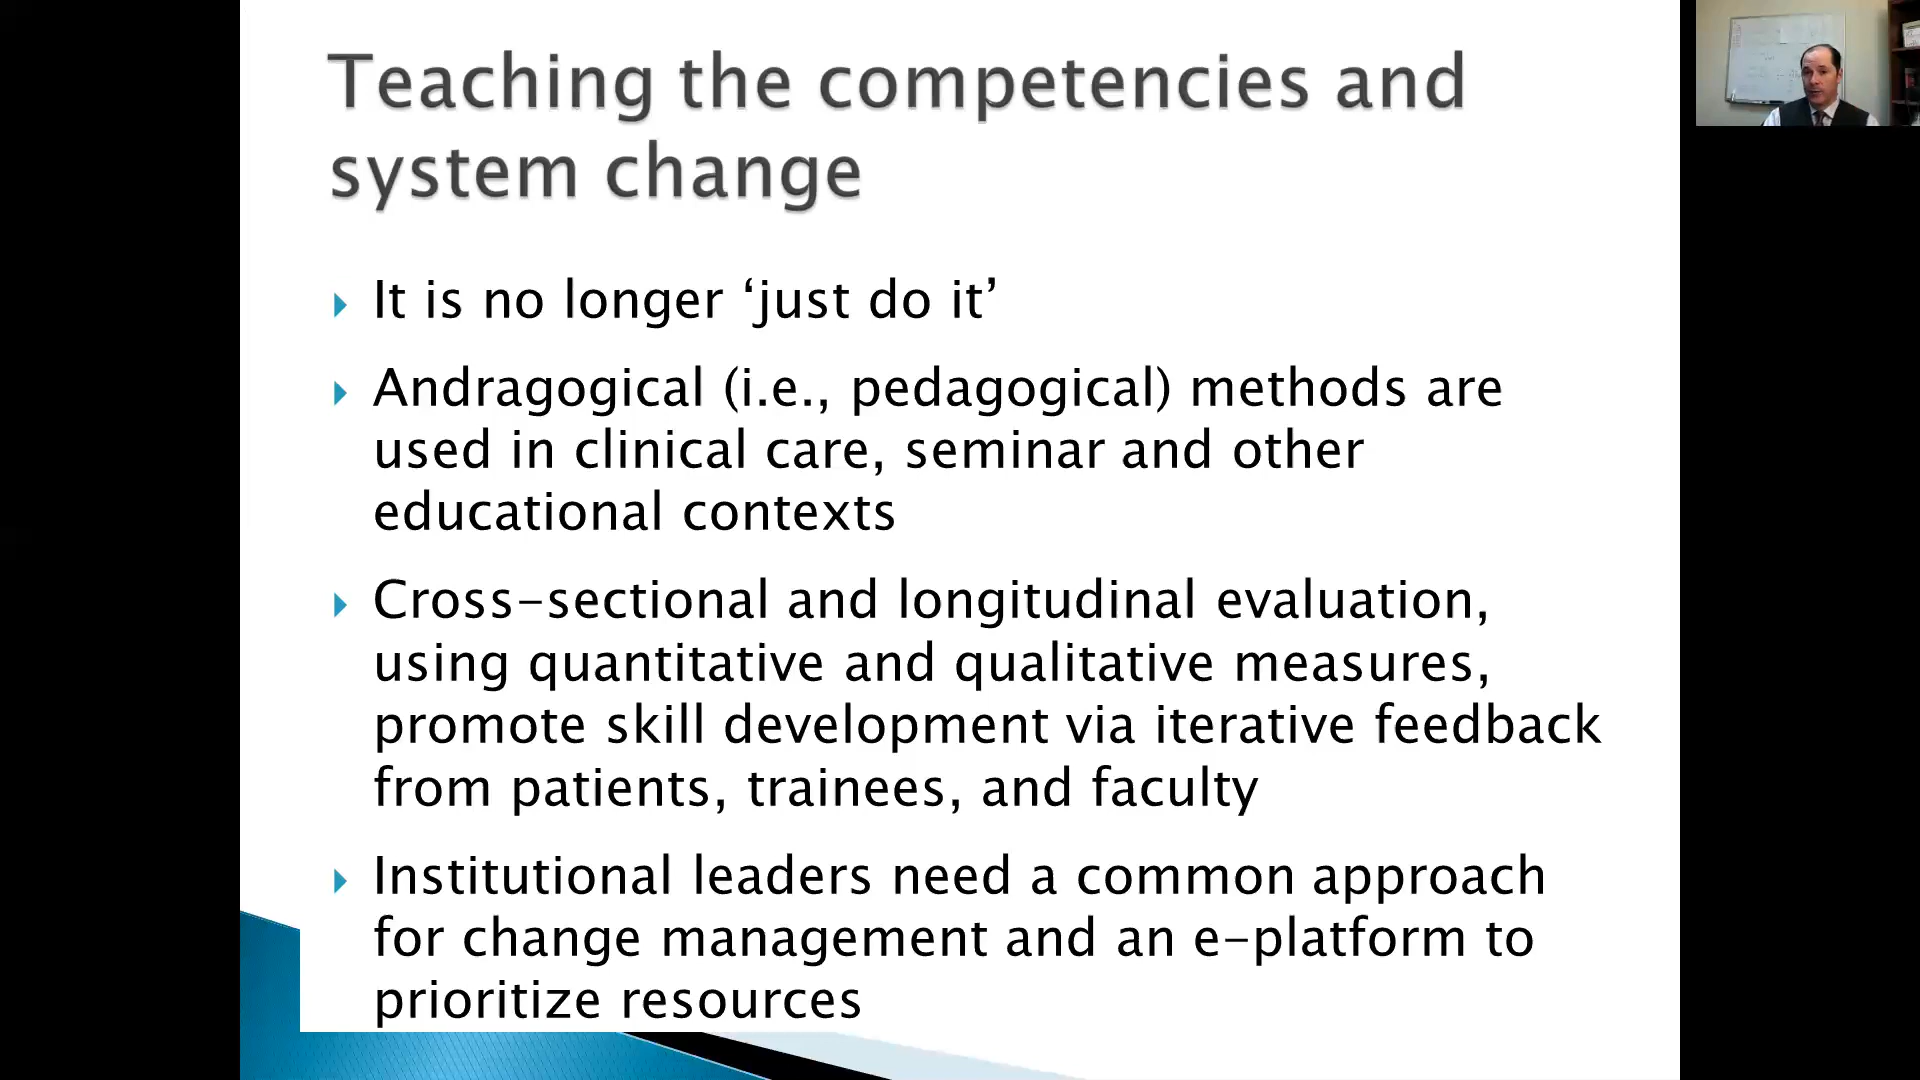 Teaching the competencies and
system change
It is no longer ‘just do it’
Andragogical (i.e., pedagogical) methods are
used in clinical care, seminar and other
educational contexts
Cross-sectional and longitudinal evaluation,
using quantitative and qualitative measures,
promote skill development via iterative feedback
from patients, trainees, and faculty
Institutional leaders need a common approach
for change management and an e-platform to
prioritize resources